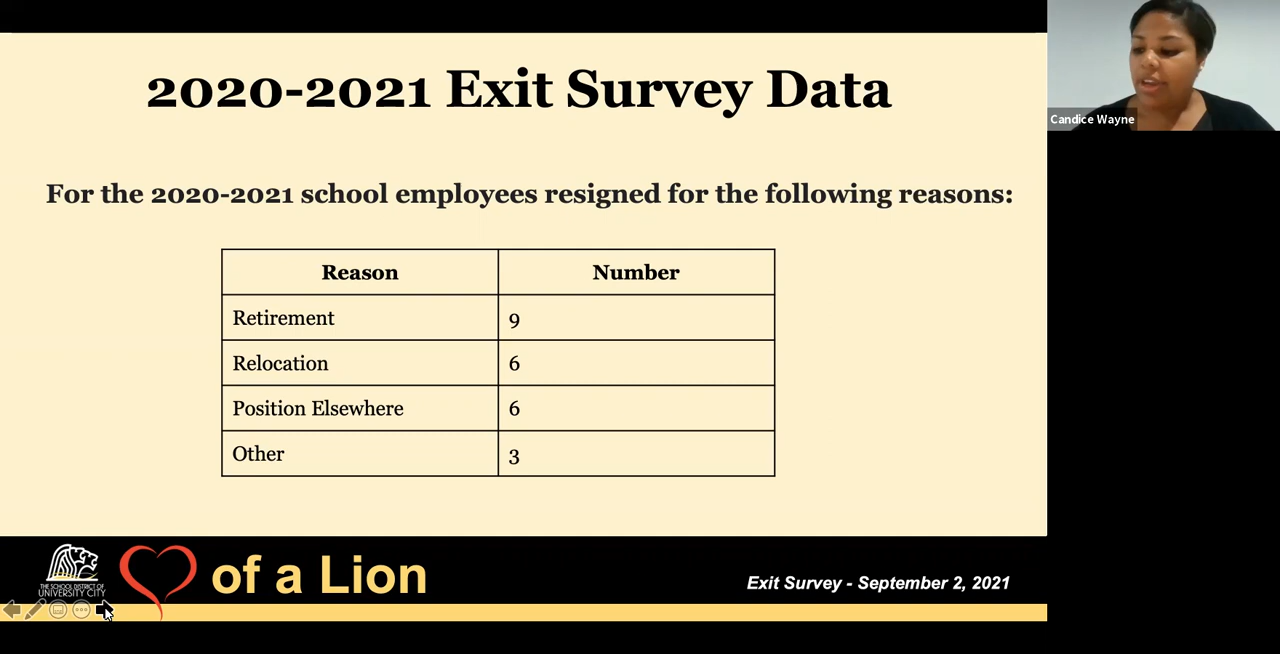 2020-2021 Exit Survey Data
Candice Wayne
For the 2020-2021 school employees resigned for the following reasons:
Reason Number
Retirement 9
Relocation 6
Position Elsewhere 6
Other 3
THE SCHOOL DISTRICT OF
UNIVERSITY CITY
of a Lion
Exit Survey - September 2, 2021